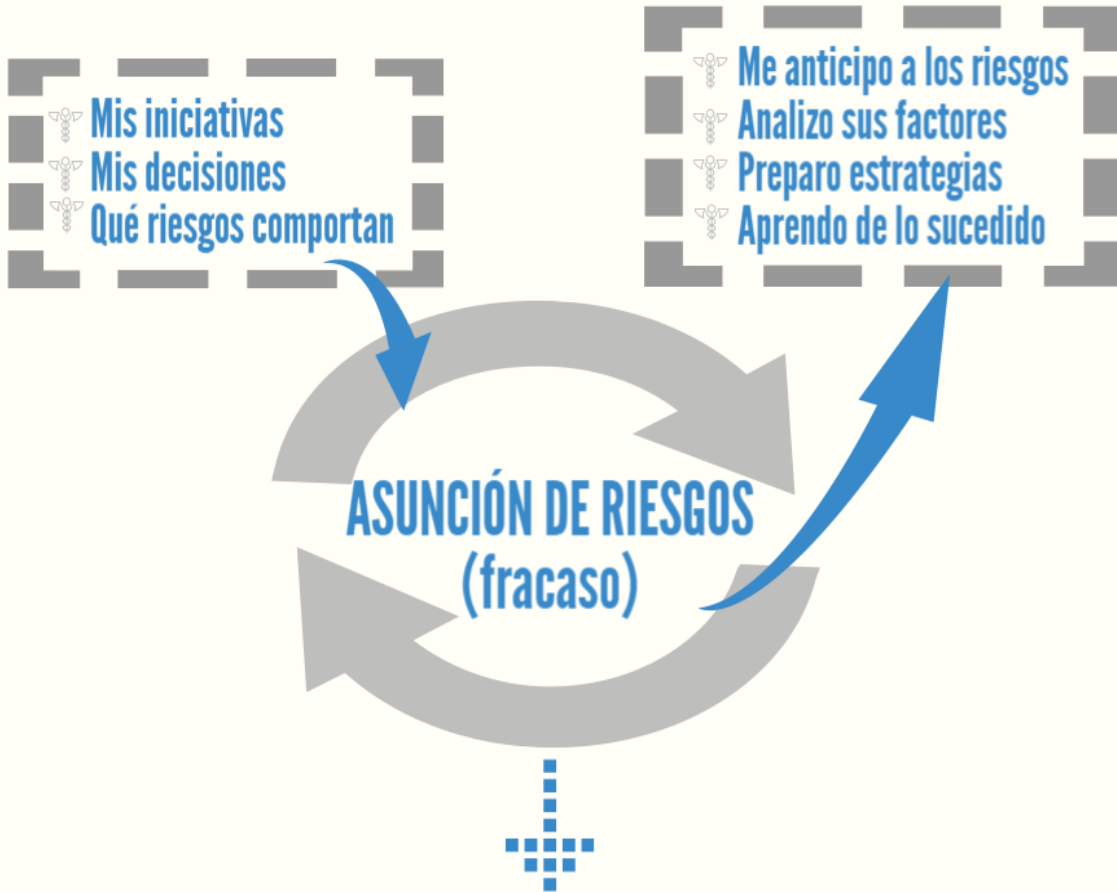 Mis iniciativas
Mis decisiones
Qué riesgos comportan
Me anticipo a los riesgos
Analizo sus factores
Preparo estrategias
Aprendo de lo sucedido
ASUNCIÓN DE RIESGOS
(fracaso)